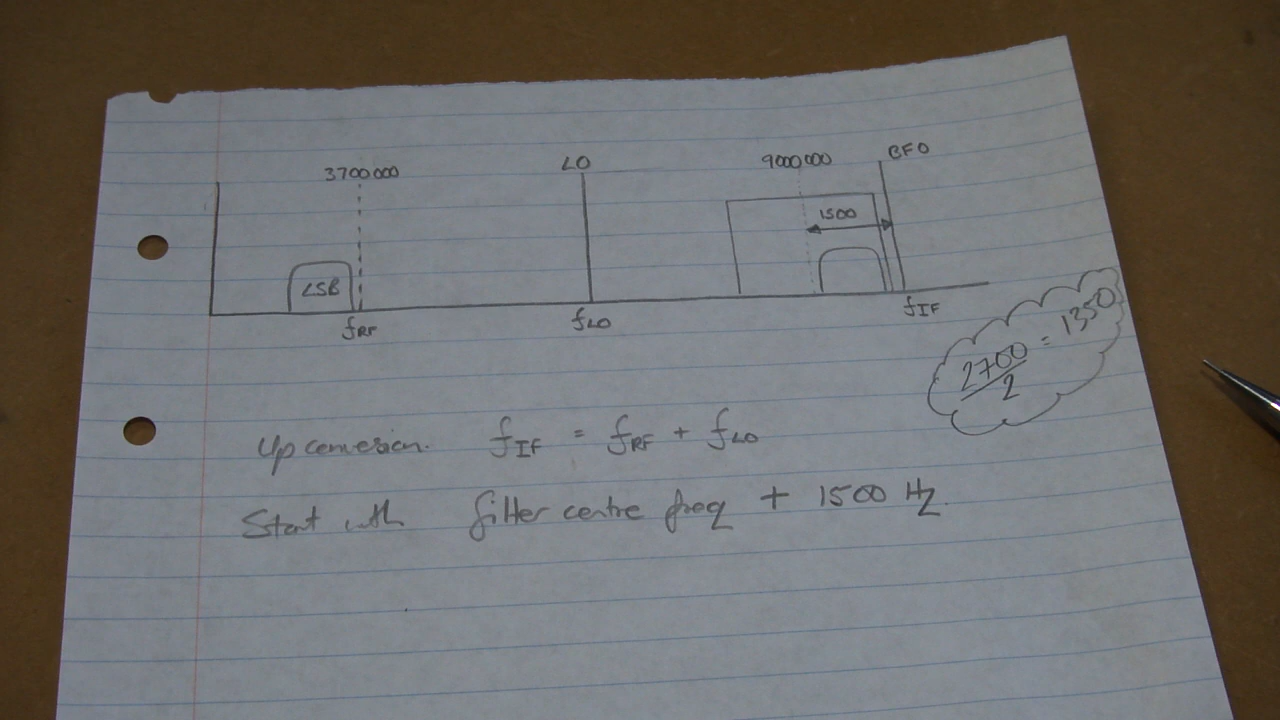 3700000 LO 9000000 BFO
1500
LSB
fRF fLO fIF
2700/2 = 1350
Up conversion. fIF = fRF + fLO
Start with filter centre freq + 1500 Hz.